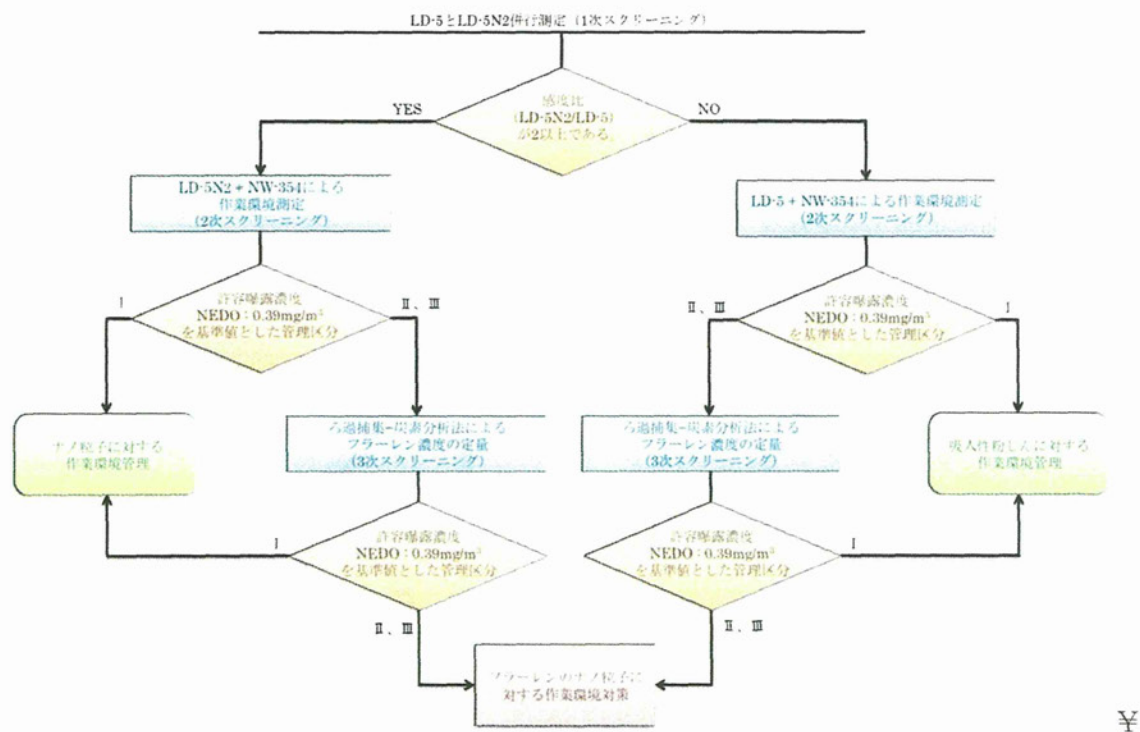 LD-5とLD-5N2併行測定（1次スクリーニング）
感度比
(LD-5N2/LD-5)
が2以上である。
YES
NO
LD-5N2 + NW-354による
作業環境測定
(2次スクリーニング)
LD-5 + NW-354による作業環境測定
(2次スクリーニング)
許容曝露濃度
NEDO：0.39mg/m³
を基準値とした管理区分
I
II、III
許容曝露濃度
NEDO：0.39mg/m³
を基準値とした管理区分
II、III
I
ナノ粒子に対する
作業環境管理
ろ過捕集-炭素分析法による
フラーレン濃度の定量
(3次スクリーニング)
ろ過捕集-炭素分析法による
フラーレン濃度の定量
(3次スクリーニング)
吸入性粉じんに対する
作業環境管理
許容曝露濃度
NEDO：0.39mg/m³
を基準値とした管理区分
I
II、III
許容曝露濃度
NEDO：0.39mg/m³
を基準値とした管理区分
I
II、III
フラーレンのナノ粒子に
対する作業環境対策
¥